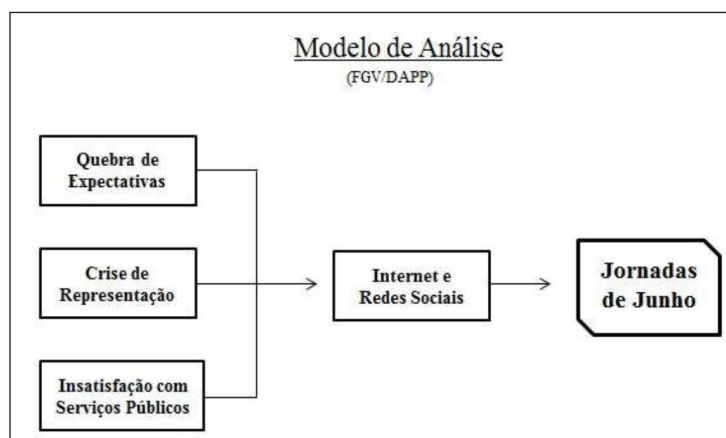 Modelo de Análise
(FGV/DAPP)
Quebra de
Expectativas
Crise de
Representação
Insatisfação com
Serviços Públicos
Internet e
Redes Sociais
Jornadas
de Junho